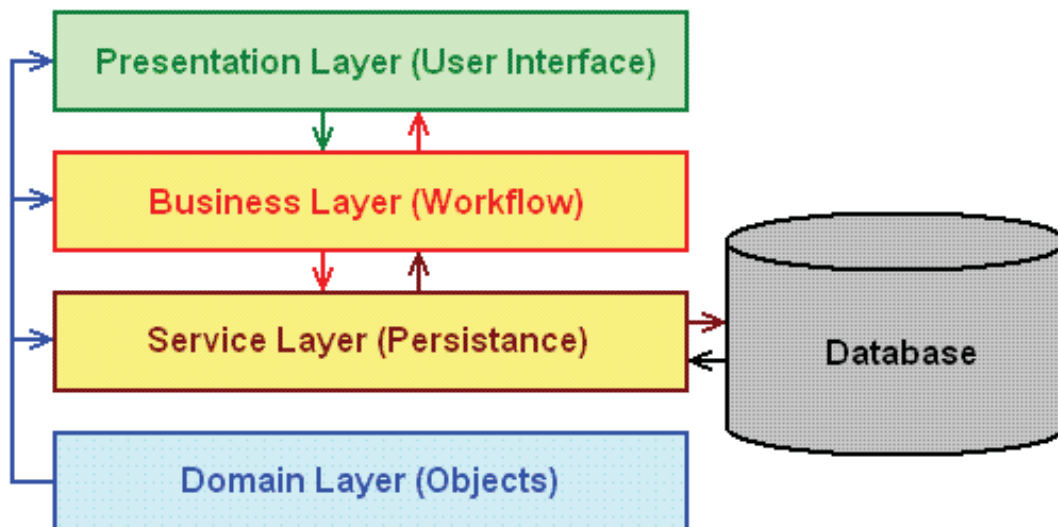 Presentation Layer (User Interface)
Business Layer (Workflow)
Service Layer (Persistance)
Database
Domain Layer (Objects)